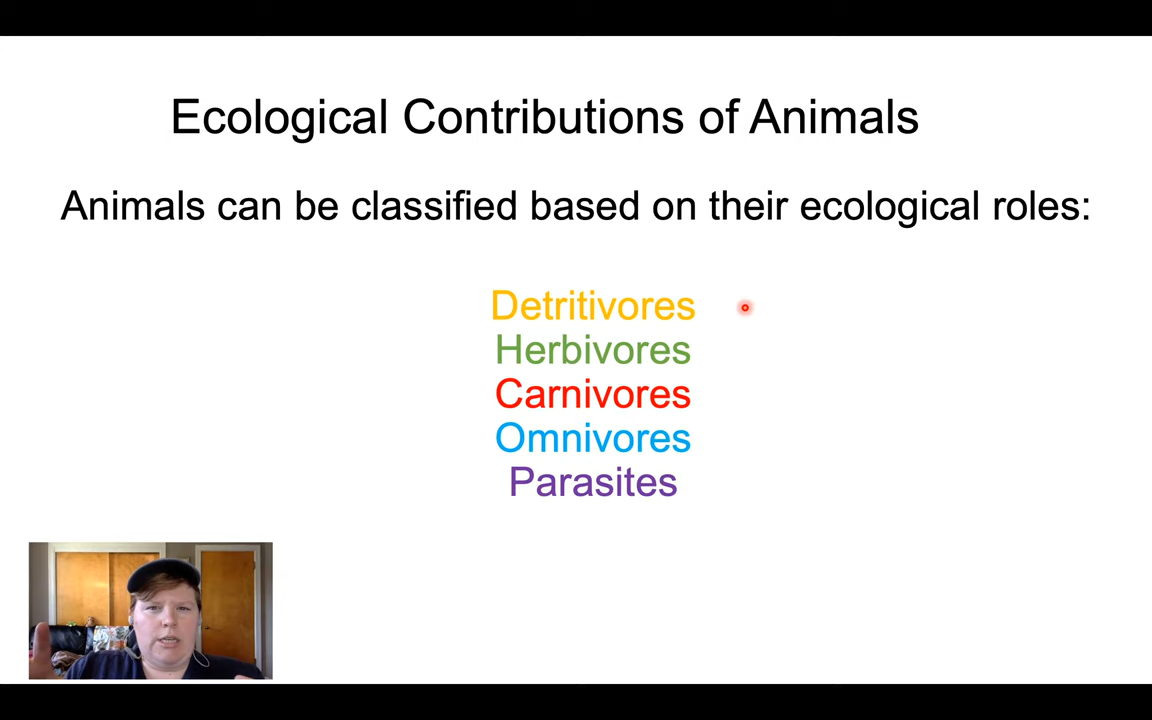 Ecological Contributions of Animals
Animals can be classified based on their ecological roles:
Detritivores
Herbivores
Carnivores
Omnivores
Parasites